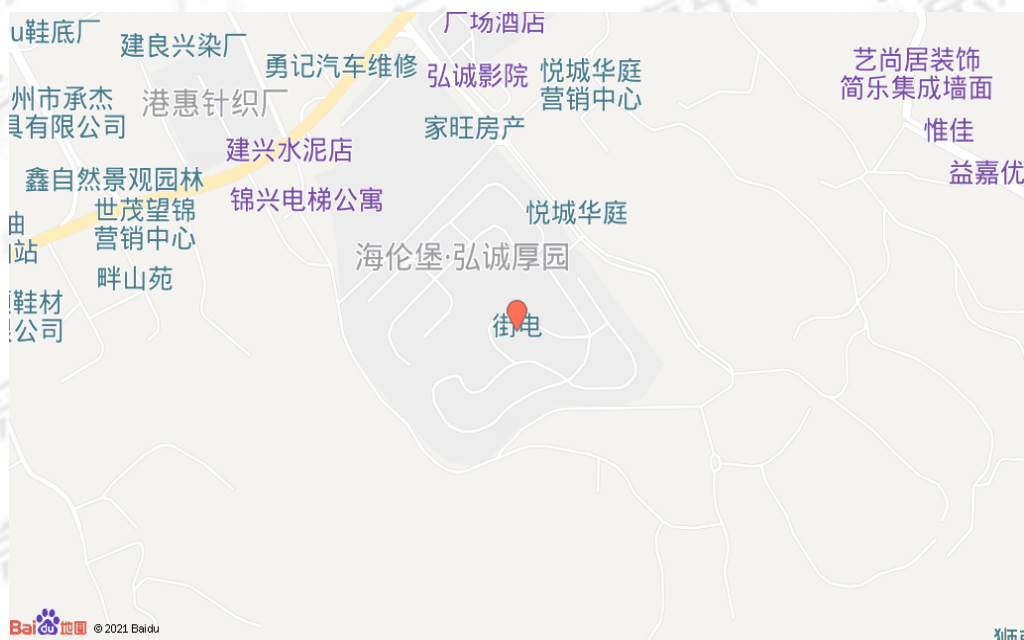 广场酒店
u鞋底厂
建良兴染厂
勇记汽车维修
弘诚影院
悦城华庭
营销中心
艺尚居装饰
简乐集成墙面
州市承杰
具有限公司
港惠针织厂
家旺房产
惟佳
建兴水泥店
益嘉优
鑫自然景观园林
锦兴电梯公寓
世茂望锦
营销中心
悦城华庭
油
站
海伦堡·弘诚厚园
畔山苑
鞋材
公司
街电
Bai du 地图 © 2021 Baidu